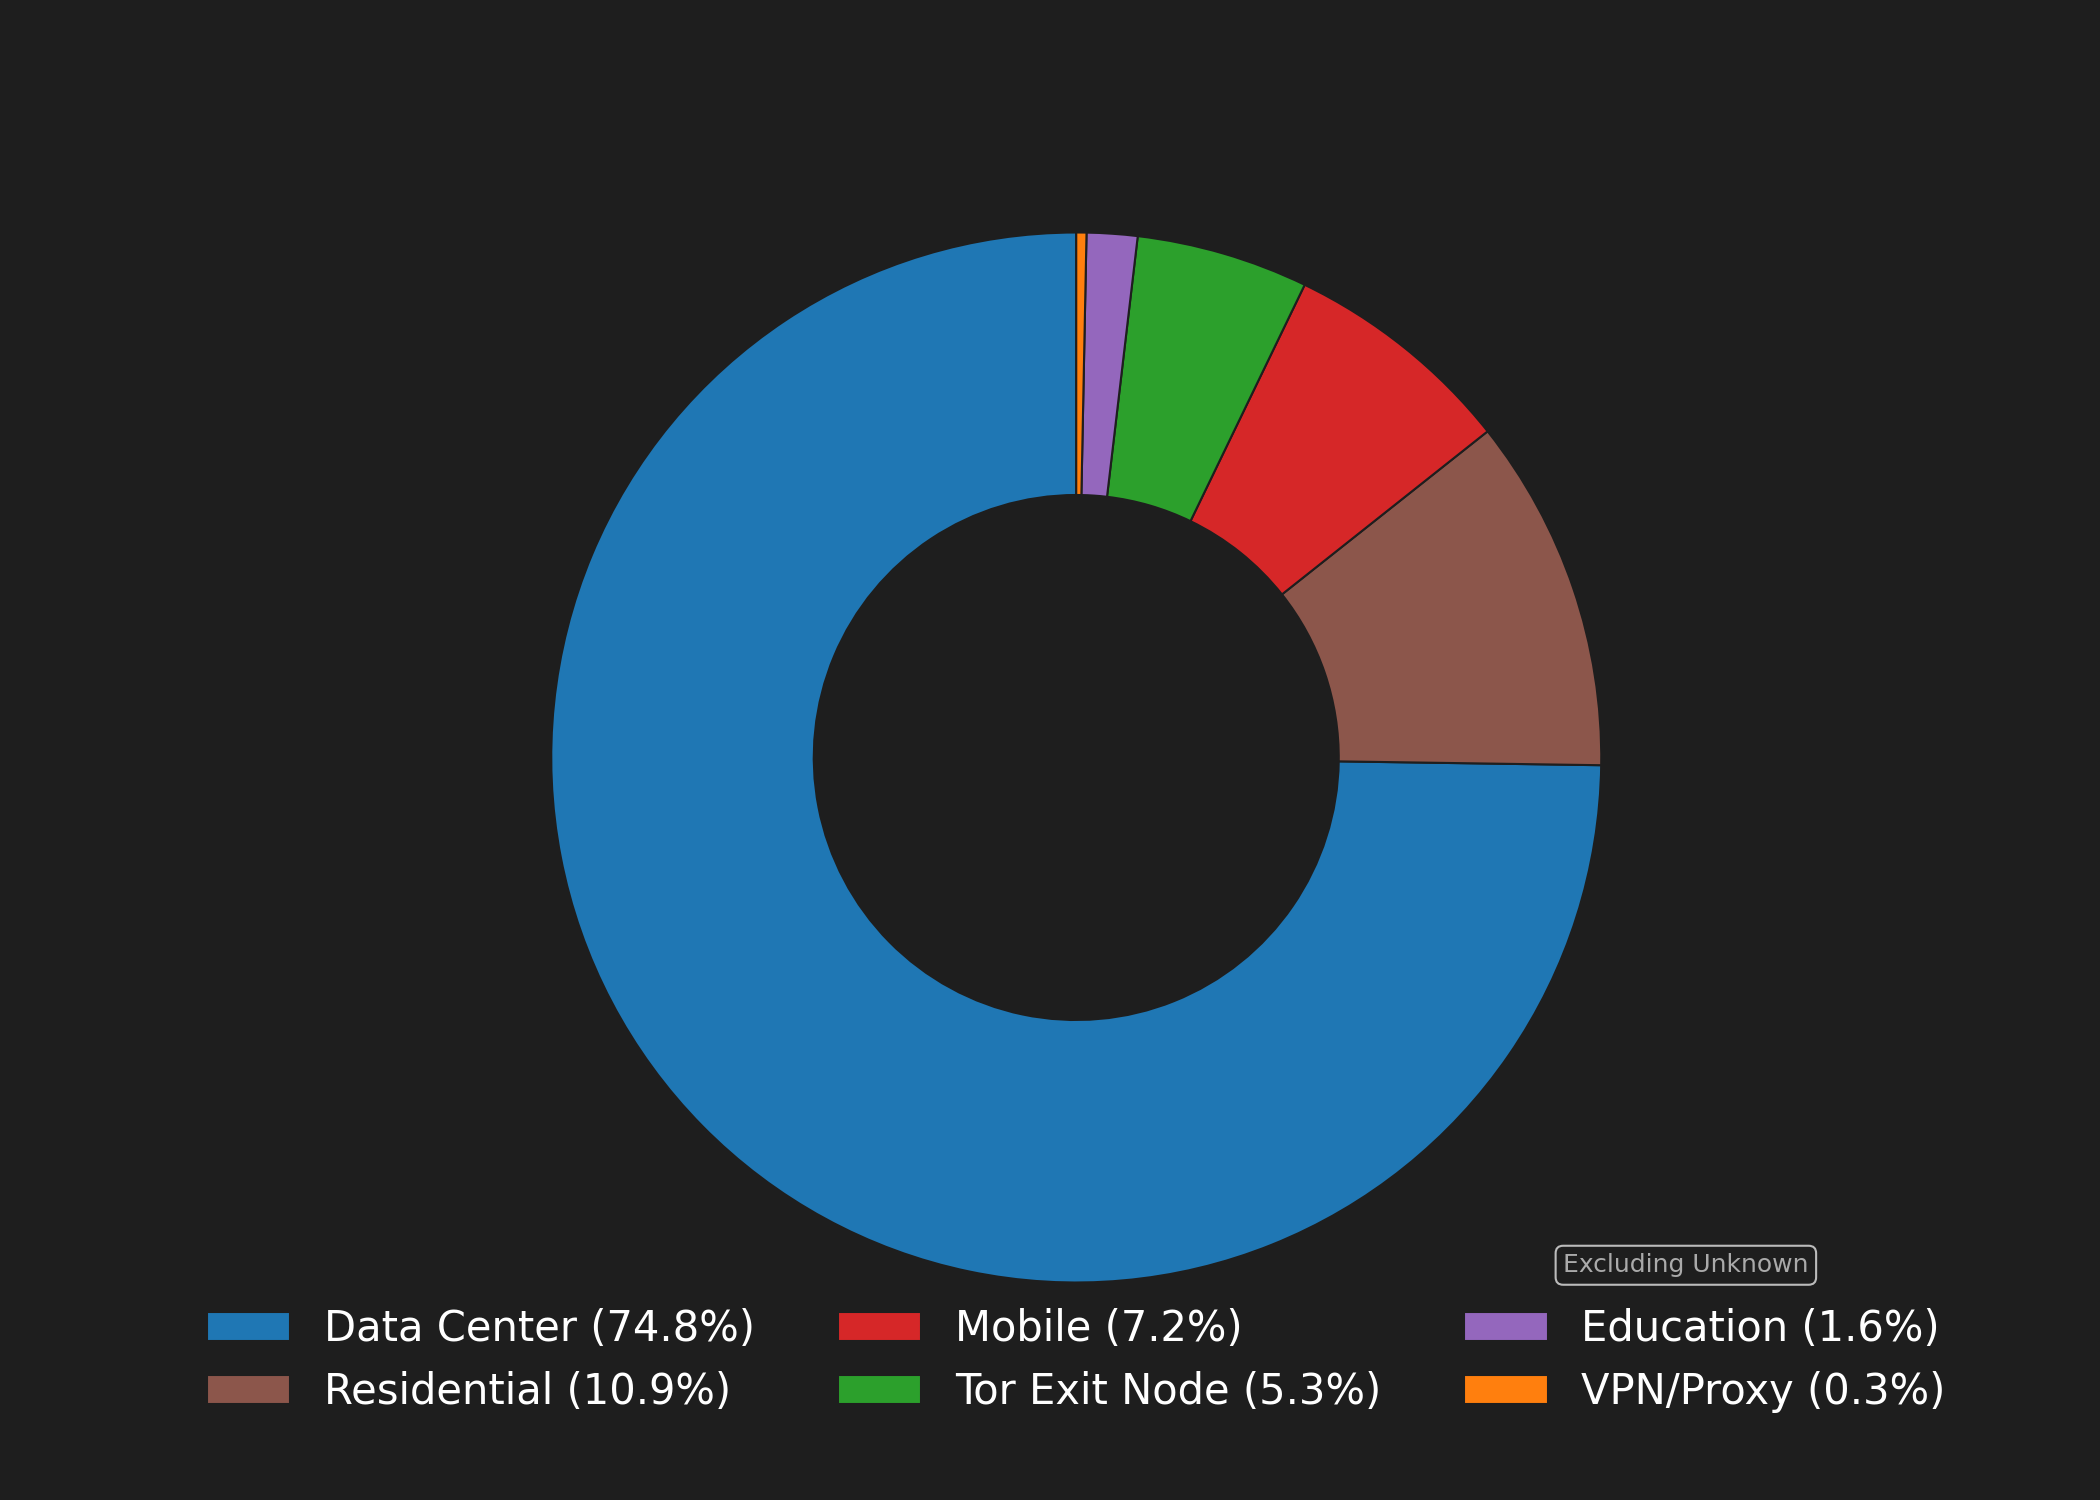 Excluding Unknown
Data Center (74.8%)
Residential (10.9%)
Mobile (7.2%)
Tor Exit Node (5.3%)
Education (1.6%)
VPN/Proxy (0.3%)